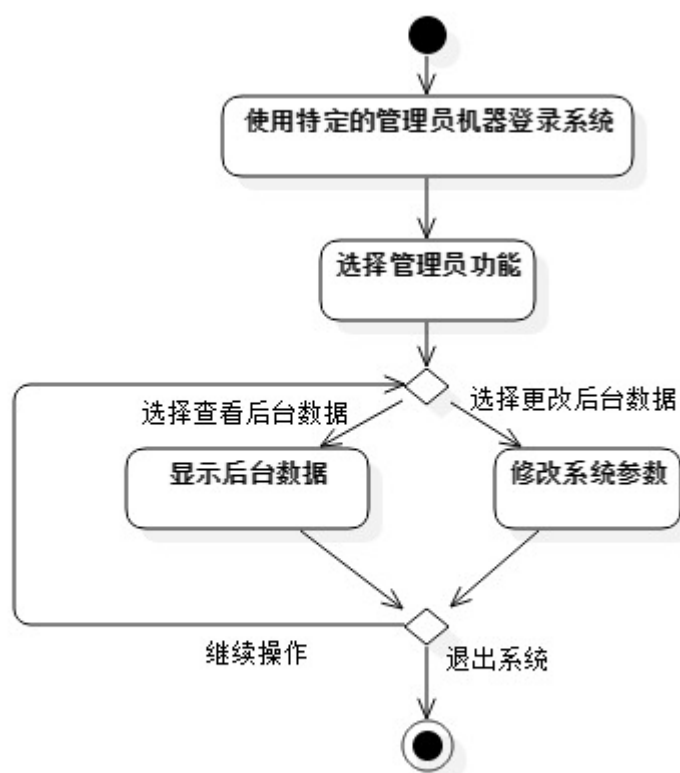 使用特定的管理员机器登录系统
选择管理员功能
选择查看后台数据
选择更改后台数据
显示后台数据
修改系统参数
继续操作
退出系统